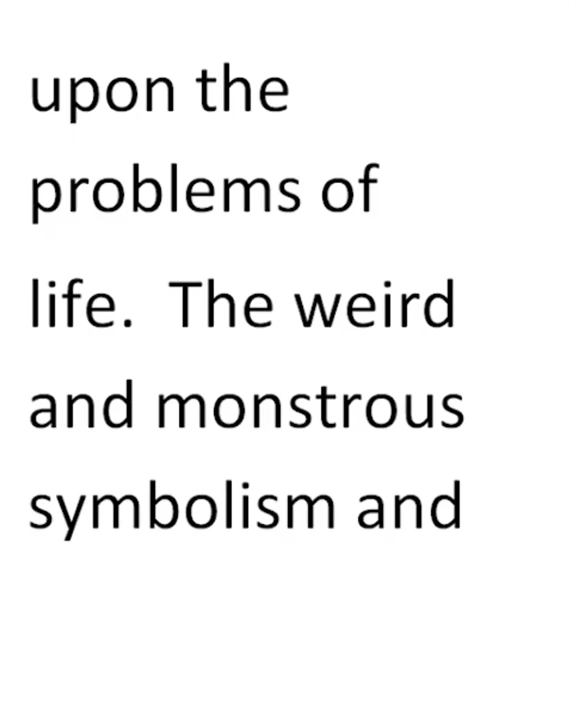 upon the
problems of
life.  The weird
and monstrous
symbolism and